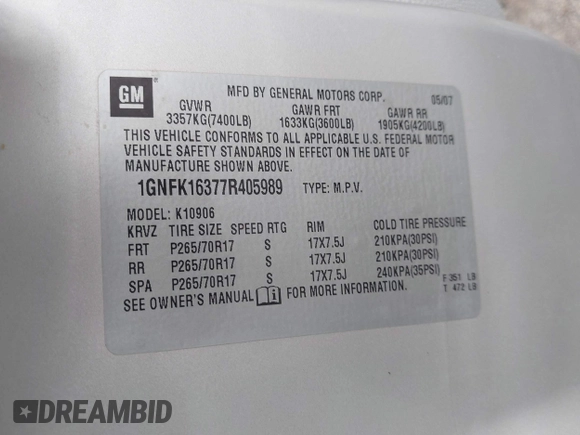 GM
MFD BY GENERAL MOTORS CORP. 05/07
GVWR GAWR FRT GAWR RR
3357KG(7400LB) 1633KG(3600LB) 1905KG(4200LB)
THIS VEHICLE CONFORMS TO ALL APPLICABLE U.S. FEDERAL MOTOR
VEHICLE SAFETY STANDARDS IN EFFECT ON THE DATE OF
MANUFACTURE SHOWN ABOVE.
1GNFK16377R405989 TYPE: M.P.V.
MODEL: K10906
KRVZ TIRE SIZE SPEED RTG RIM COLD TIRE PRESSURE
FRT P265/70R17 S 17X7.5J 210KPA(30PSI)
RR P265/70R17 S 17X7.5J 210KPA(30PSI)
SPA P265/70R17 S 17X7.5J 240KPA(35PSI)
F 351 LB
SEE OWNER'S MANUAL FOR MORE INFORMATION. T 472 LB
DREAMBID